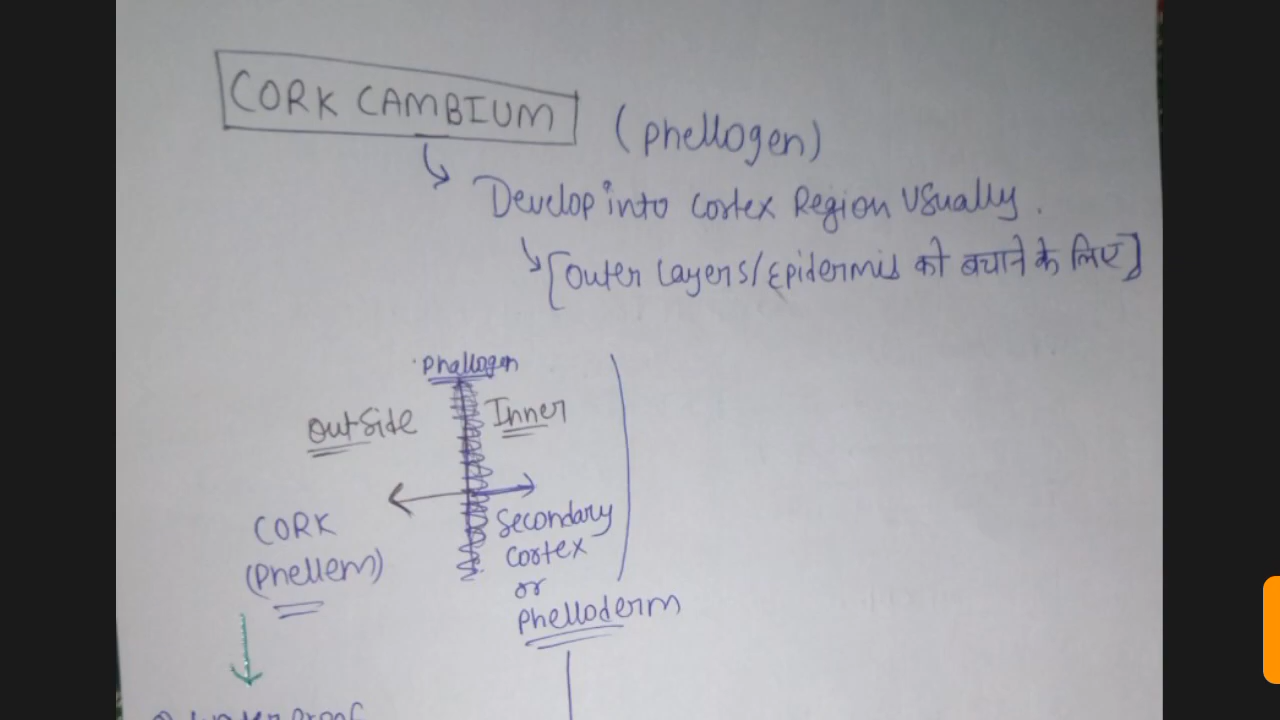 CORK CAMBIUM (phellogen)
Develop into cortex Region usually.
[outer layers/Epidermis को बचाने के लिए]
Phallogen
outside Inner
CORK
(Phellem)
Secondary
cortex
or
Phelloderm